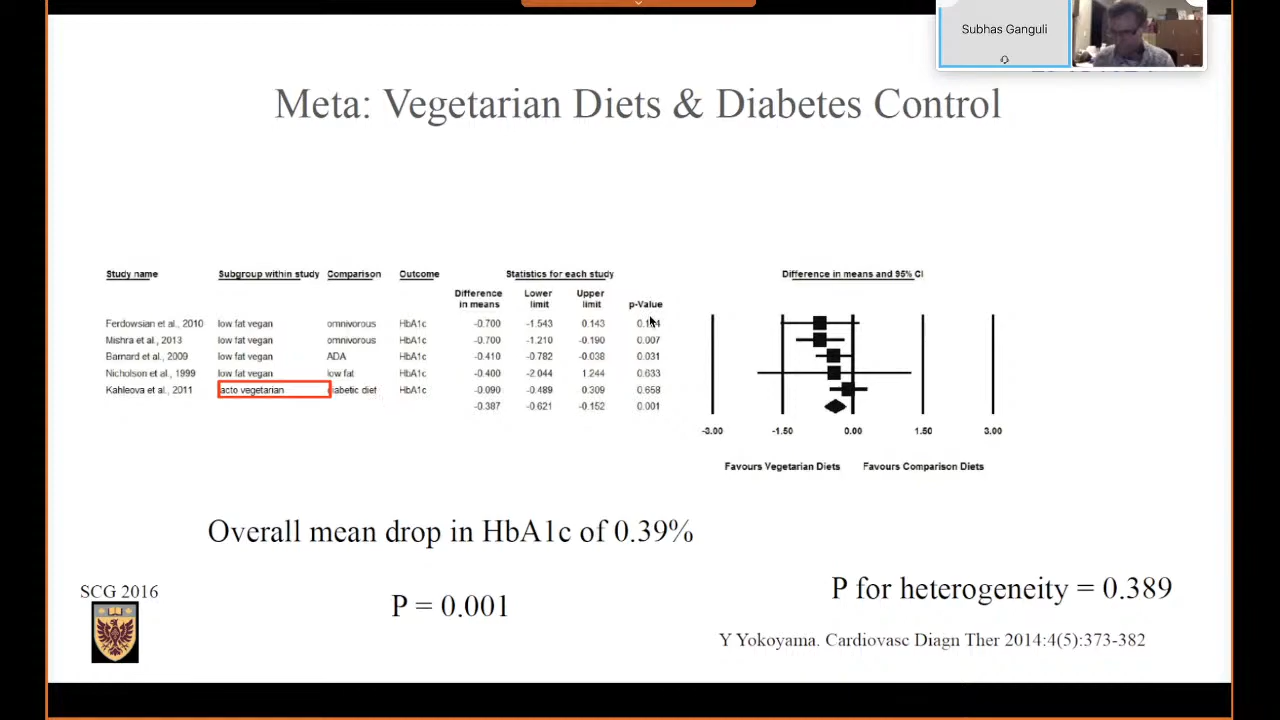 Subhas Ganguli
Meta: Vegetarian Diets & Diabetes Control
Study name Subgroup within study Comparison Outcome Statistics for each study Difference in means and 95% CI
Difference in means Lower limit Upper limit p-Value
Ferdowsian et al., 2010 low fat vegan omnivorous HbA1c -0.700 -1.543 0.143
Mishra et al., 2013 low fat vegan omnivorous HbA1c -0.700 -1.210 -0.190 0.007
Barnard et al., 2009 low fat vegan ADA HbA1c -0.410 -0.782 -0.038 0.031
Nicholson et al., 1999 low fat vegan low fat HbA1c -0.400 -2.044 1.244 0.633
Kahleova et al., 2011 acto vegetarian iabetic diet HbA1c -0.090 -0.489 0.309 0.658
-0.387 -0.621 -0.152 0.001
-3.00 -1.50 0.00 1.50 3.00
Favours Vegetarian Diets Favours Comparison Diets
Overall mean drop in HbA1c of 0.39%
SCG 2016
P = 0.001
P for heterogeneity = 0.389
Y Yokoyama. Cardiovasc Diagn Ther 2014:4(5):373-382